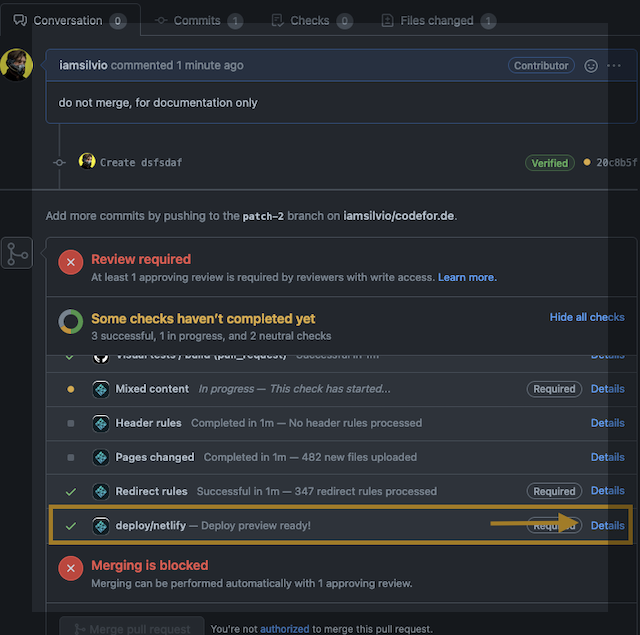 Conversation 0 Commits 1 Checks 0 Files changed 1
iamsilvio commented 1 minute ago Contributor
do not merge, for documentation only
Create dsfsdaf Verified 20c8b5f
Add more commits by pushing to the patch-2 branch on iamsilvio/codefor.de.
Review required
At least 1 approving review is required by reviewers with write access. Learn more.
Some checks haven't completed yet Hide all checks
3 successful, 1 in progress, and 2 neutral checks
Visual tests / build (pull_request) Successful in 1m Details
Mixed content In progress — This check has started... Required Details
Header rules Completed in 1m — No header rules processed Details
Pages changed Completed in 1m — 482 new files uploaded Details
Redirect rules Successful in 1m — 347 redirect rules processed Required Details
deploy/netlify — Deploy preview ready! Required Details
Merging is blocked
Merging can be performed automatically with 1 approving review.
Merge pull request You're not authorized to merge this pull request.